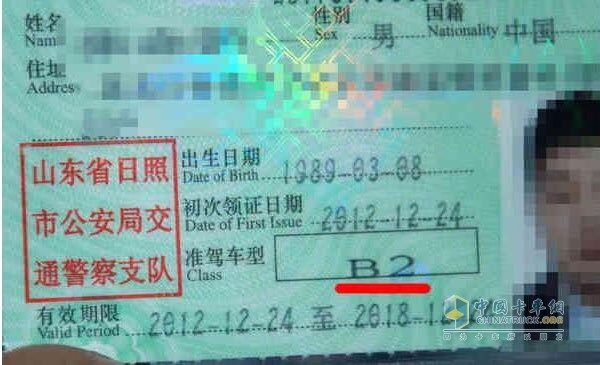 姓名
Name
性别
Sex
男
国籍
Nationality
中国
住址
Address
山东省日照
市公安局交
通警察支队
出生日期
Date of Birth
1989-03-08
初次领证日期
Date of First Issue
2012-12-24
准驾车型
Class
B2
有效期限
Valid Period
2012-12-24 至 2018-12
中国卡车网
CHINATRUCK.ORG